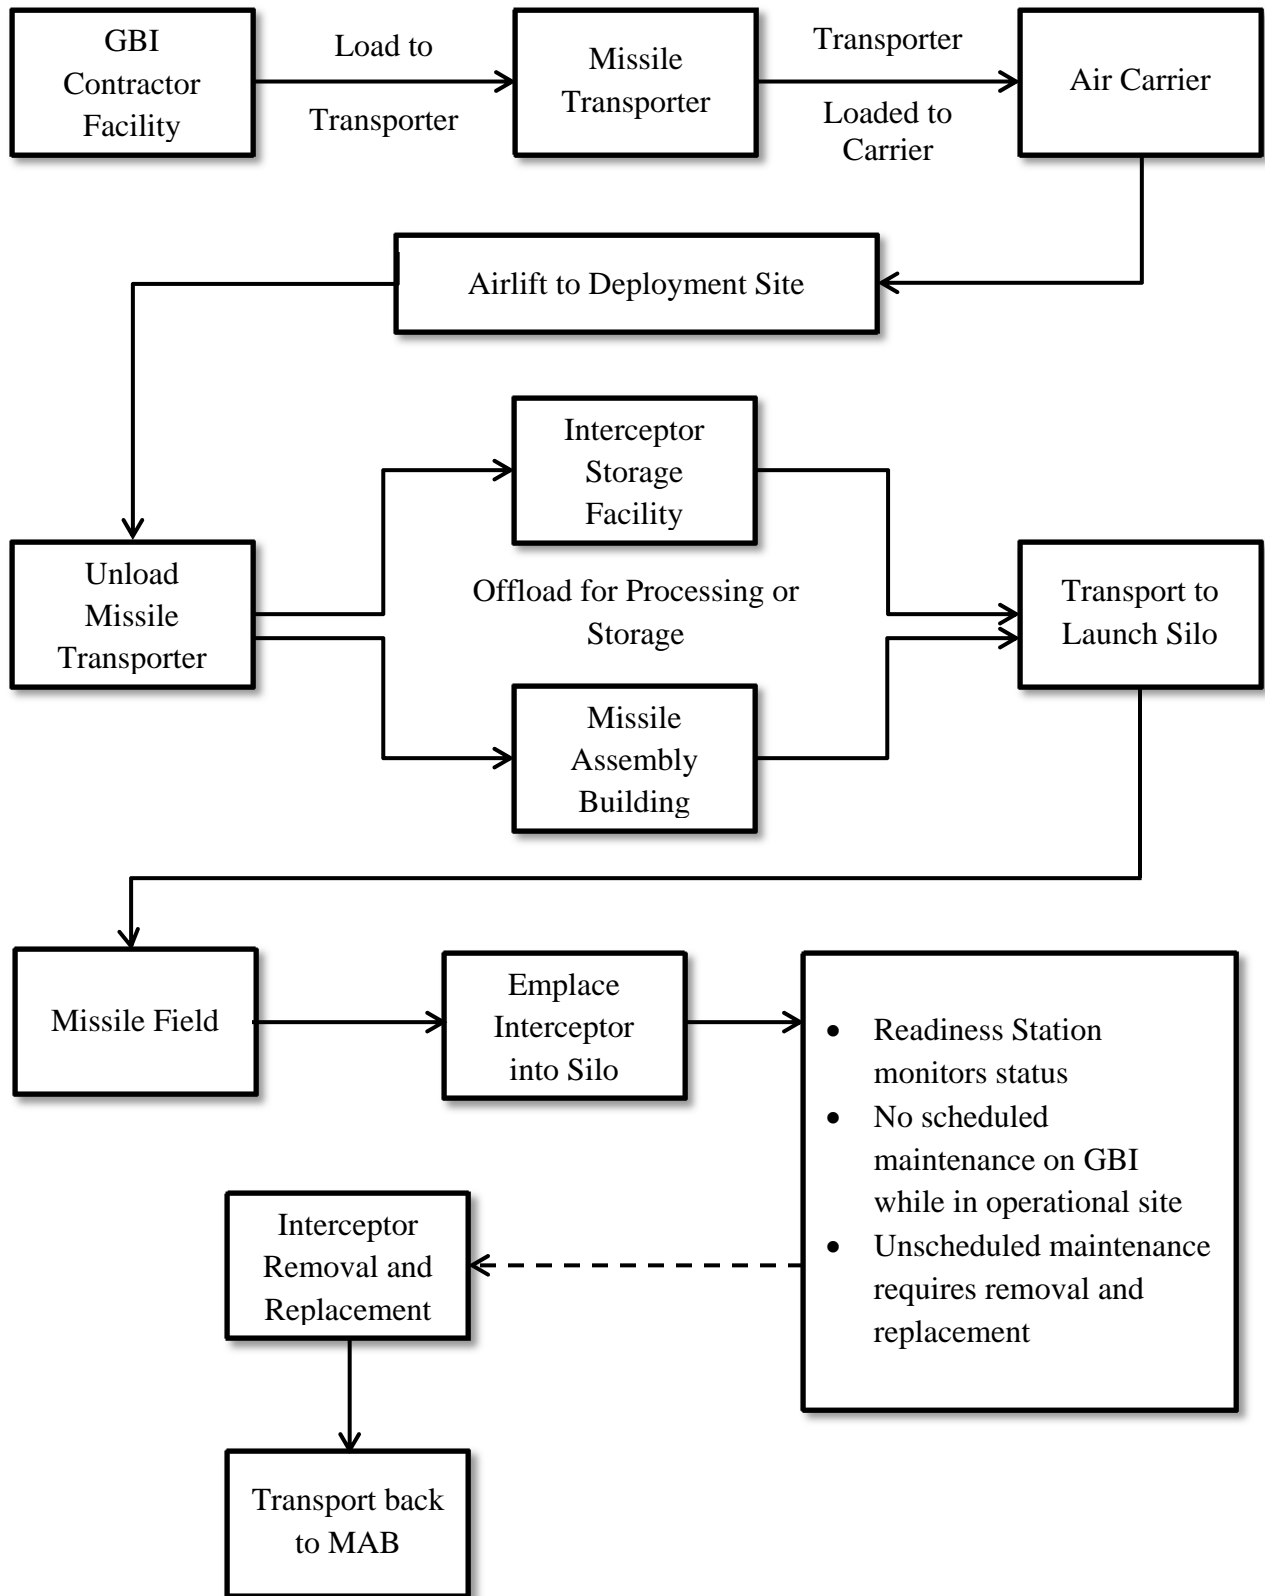 GBI
Contractor
Facility
Load to
Transporter
Missile
Transporter
Transporter
Loaded to
Carrier
Air Carrier
Airlift to Deployment Site
Interceptor
Storage
Facility
Unload
Missile
Transporter
Offload for Processing or
Storage
Transport to
Launch Silo
Missile
Assembly
Building
Missile Field
Emplace
Interceptor
into Silo
• Readiness Station
monitors status
• No scheduled
maintenance on GBI
while in operational site
• Unscheduled maintenance
requires removal and
replacement
Interceptor
Removal and
Replacement
Transport back
to MAB